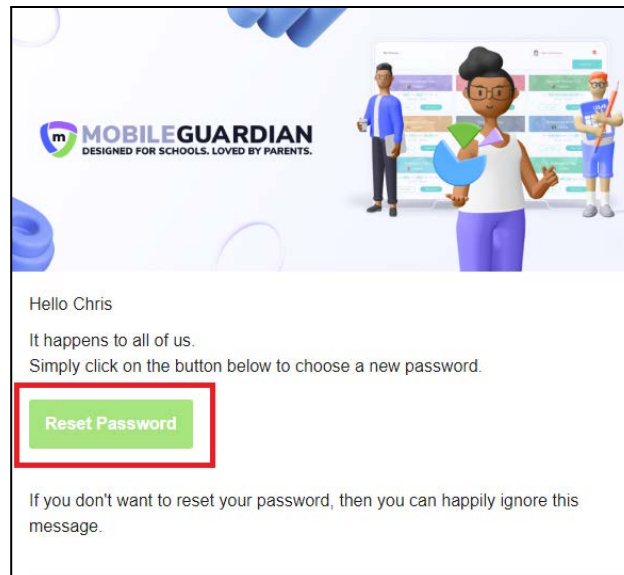 m MOBILEGUARDIAN
DESIGNED FOR SCHOOLS. LOVED BY PARENTS.
Hello Chris
It happens to all of us.
Simply click on the button below to choose a new password.
Reset Password
If you don't want to reset your password, then you can happily ignore this
message.